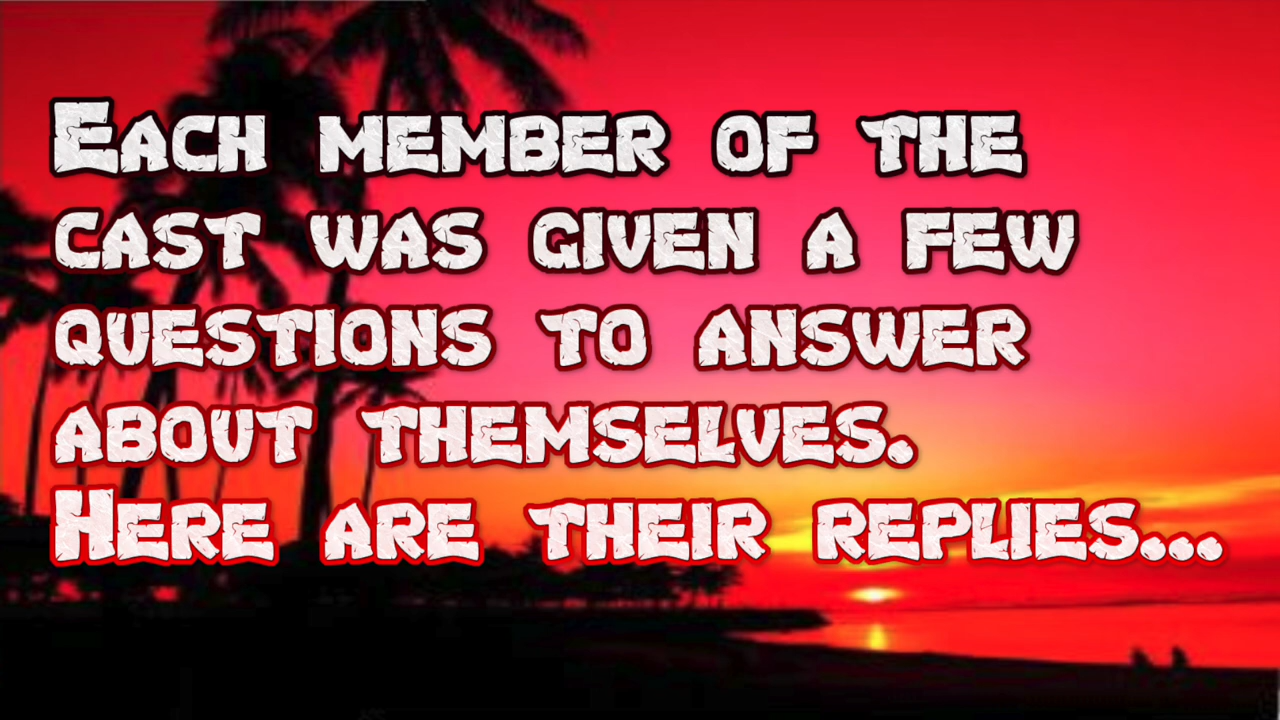 Each member of the
cast was given a few
questions to answer
about themselves.
Here are their replies...